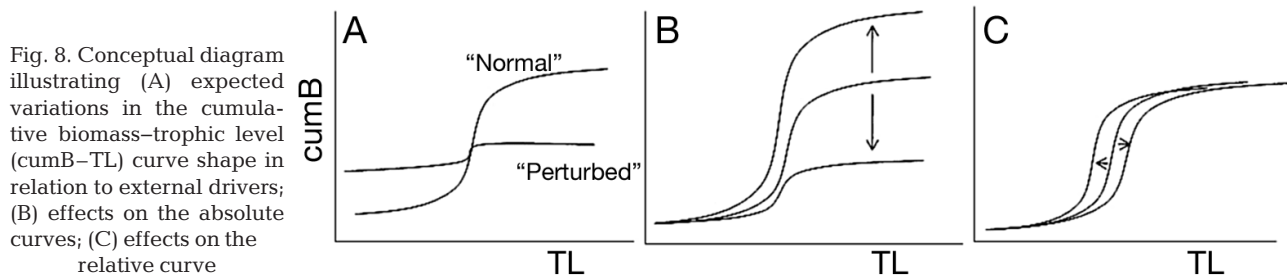 Fig. 8. Conceptual diagram
illustrating (A) expected
variations in the cumula-
tive biomass–trophic level
(cumB–TL) curve shape in
relation to external drivers;
(B) effects on the absolute
curves; (C) effects on the
relative curve
A
"Normal"
"Perturbed"
cumB
TL
B
TL
C
TL